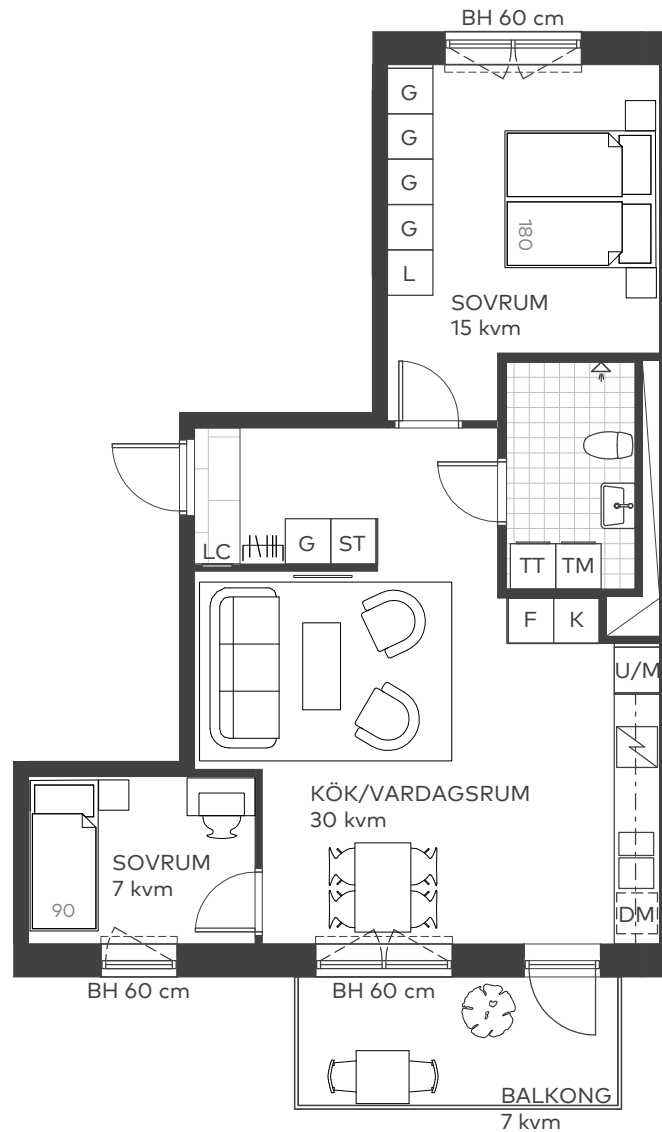 BH 60 cm
G
G
G
G
L
180
SOVRUM
15 kvm
LC
G
ST
TT
TM
F
K
U/M
KÖK/VARDAGSRUM
30 kvm
SOVRUM
7 kvm
90
DM
BH 60 cm
BH 60 cm
BALKONG
7 kvm